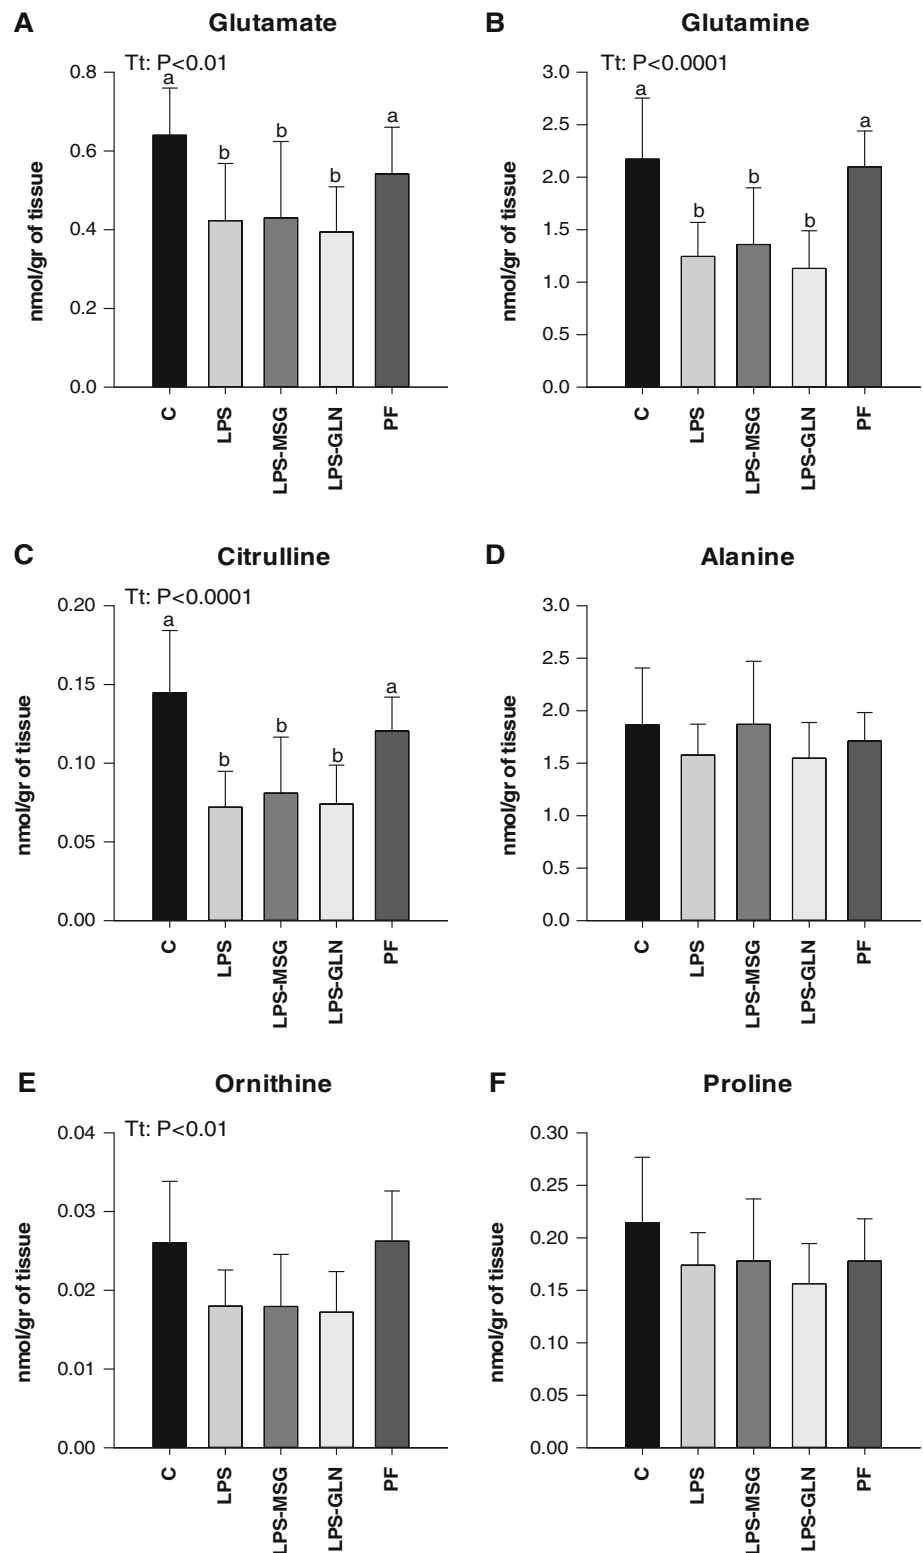 A Glutamate
Tt: P<0.01
nmol/gr of tissue
0.8
0.6
0.4
0.2
0.0
a
b
b
b
a
C
LPS
LPS-MSG
LPS-GLN
PF
B Glutamine
Tt: P<0.0001
nmol/gr of tissue
3.0
2.5
2.0
1.5
1.0
0.5
0.0
a
b
b
b
a
C
LPS
LPS-MSG
LPS-GLN
PF
C Citrulline
Tt: P<0.0001
nmol/gr of tissue
0.20
0.15
0.10
0.05
0.00
a
b
b
b
a
C
LPS
LPS-MSG
LPS-GLN
PF
D Alanine
nmol/gr of tissue
3.0
2.5
2.0
1.5
1.0
0.5
0.0
C
LPS
LPS-MSG
LPS-GLN
PF
E Ornithine
Tt: P<0.01
nmol/gr of tissue
0.04
0.03
0.02
0.01
0.00
C
LPS
LPS-MSG
LPS-GLN
PF
F Proline
nmol/gr of tissue
0.30
0.25
0.20
0.15
0.10
0.05
0.00
C
LPS
LPS-MSG
LPS-GLN
PF